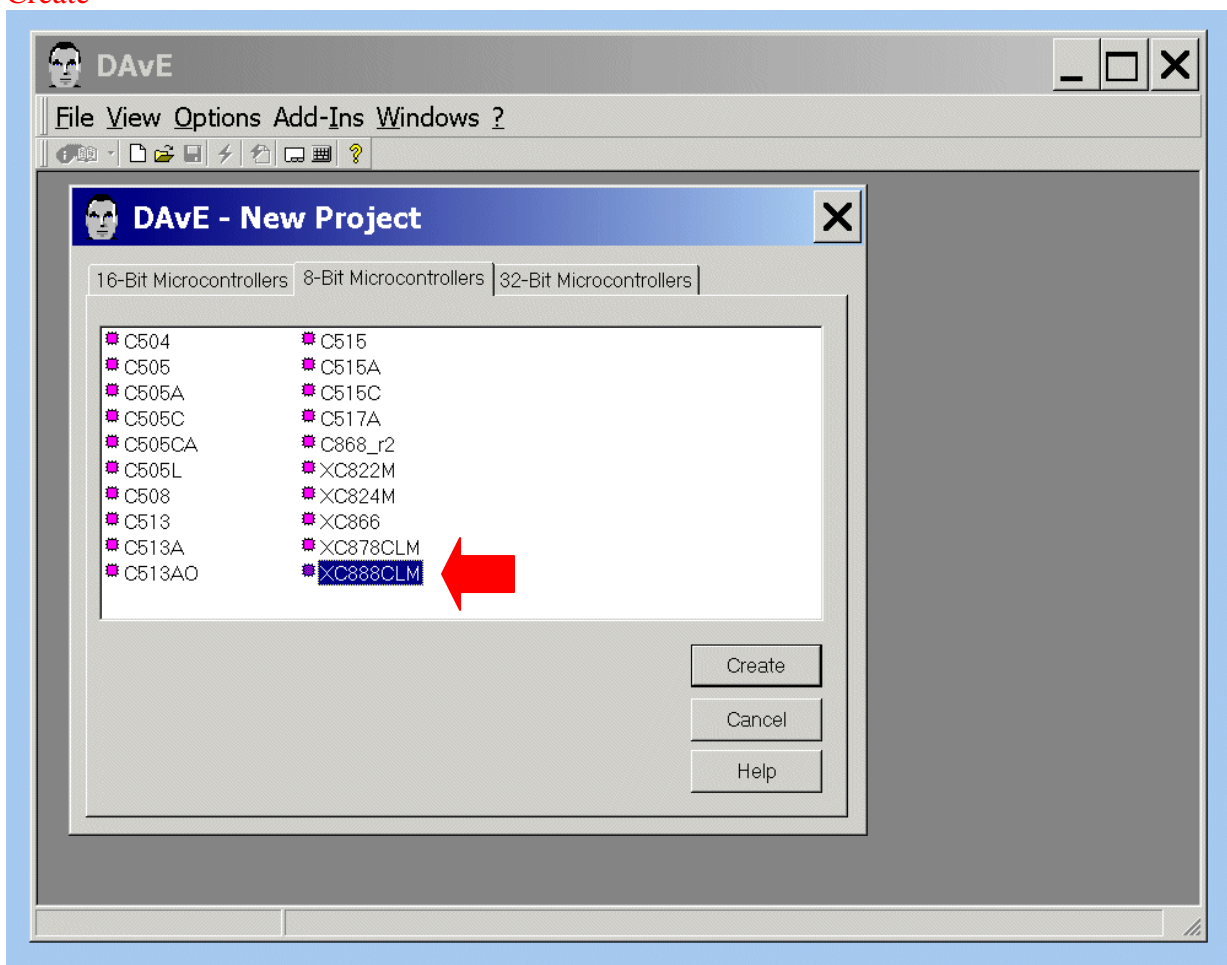 Create
DAvE
File View Options Add-Ins Windows ?
DAvE - New Project
16-Bit Microcontrollers 8-Bit Microcontrollers 32-Bit Microcontrollers
C504 C515
C505 C515A
C505A C515C
C505C C517A
C505CA C868_r2
C505L XC822M
C508 XC824M
C513 XC866
C513A XC878CLM
C513AO XC888CLM
Create
Cancel
Help